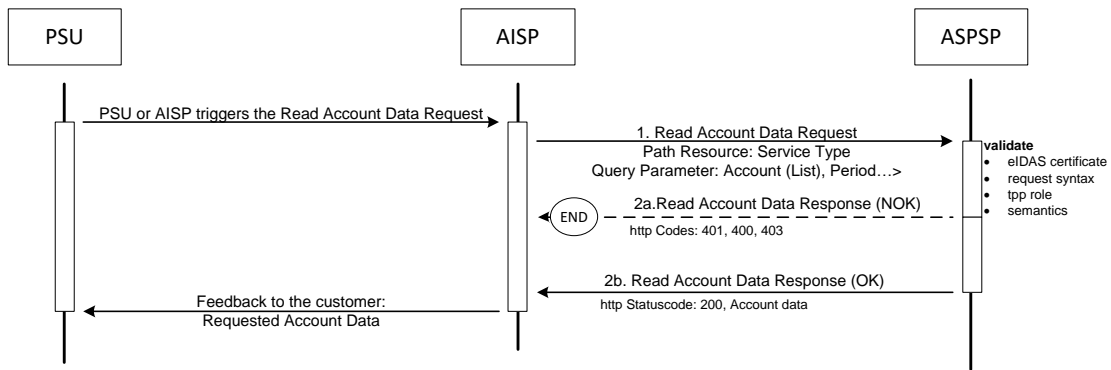 PSU
AISP
ASPSP
PSU or AISP triggers the Read Account Data Request
1. Read Account Data Request
Path Resource: Service Type
Query Parameter: Account (List), Period…>
validate
• eIDAS certificate
• request syntax
• tpp role
• semantics
END
2a.Read Account Data Response (NOK)
http Codes: 401, 400, 403
2b. Read Account Data Response (OK)
http Statuscode: 200, Account data
Feedback to the customer:
Requested Account Data